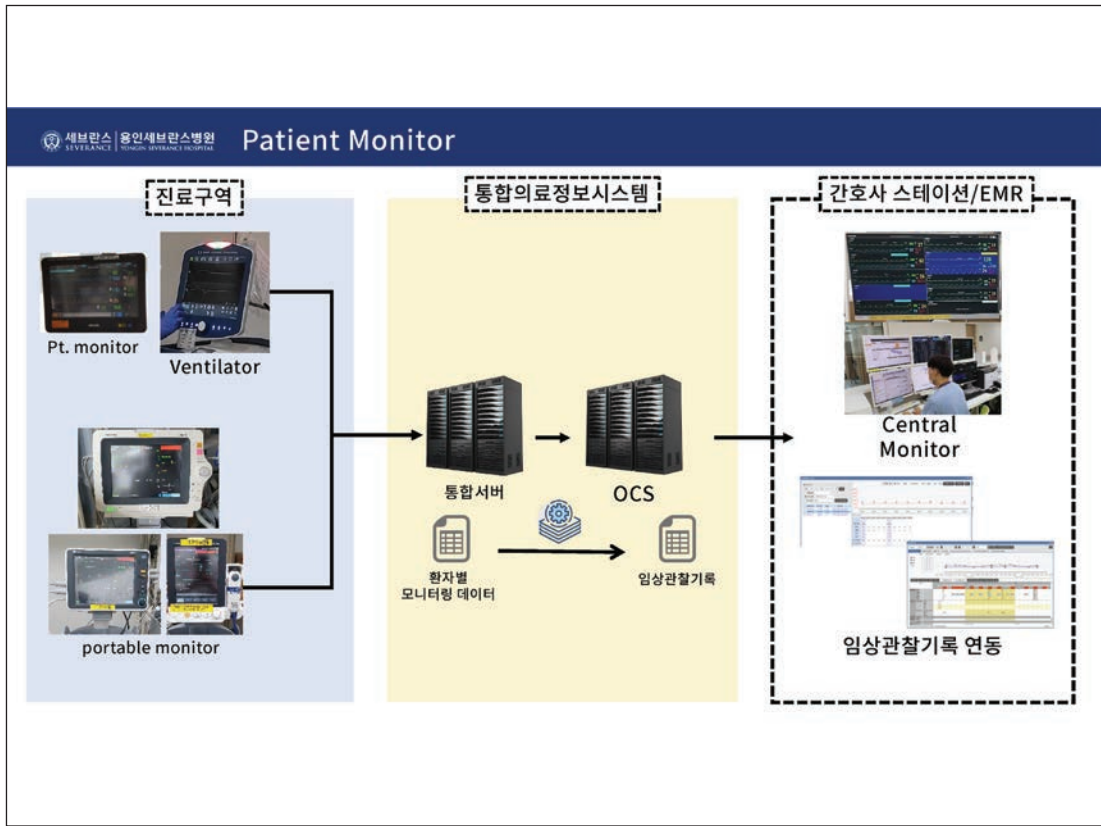 세브란스 용인세브란스병원 Patient Monitor
SEVERANCE YONGIN SEVERANCE HOSPITAL
진료구역
Pt. monitor
Ventilator
portable monitor
통합의료정보시스템
통합서버
OCS
환자별
모니터링 데이터
임상관찰기록
간호사 스테이션/EMR
Central
Monitor
임상관찰기록 연동